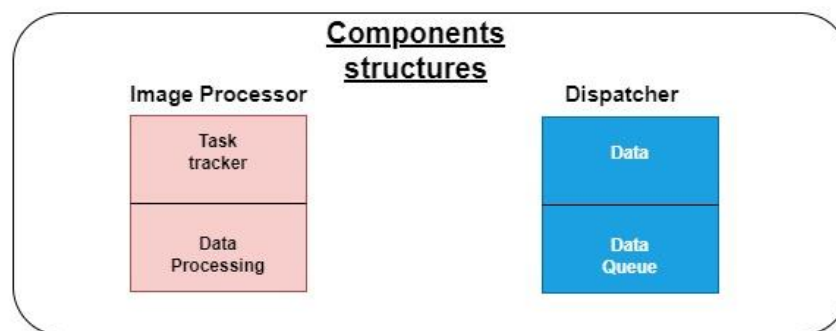 Components
structures
Image Processor
Dispatcher
Task
tracker
Data
Data
Processing
Data
Queue